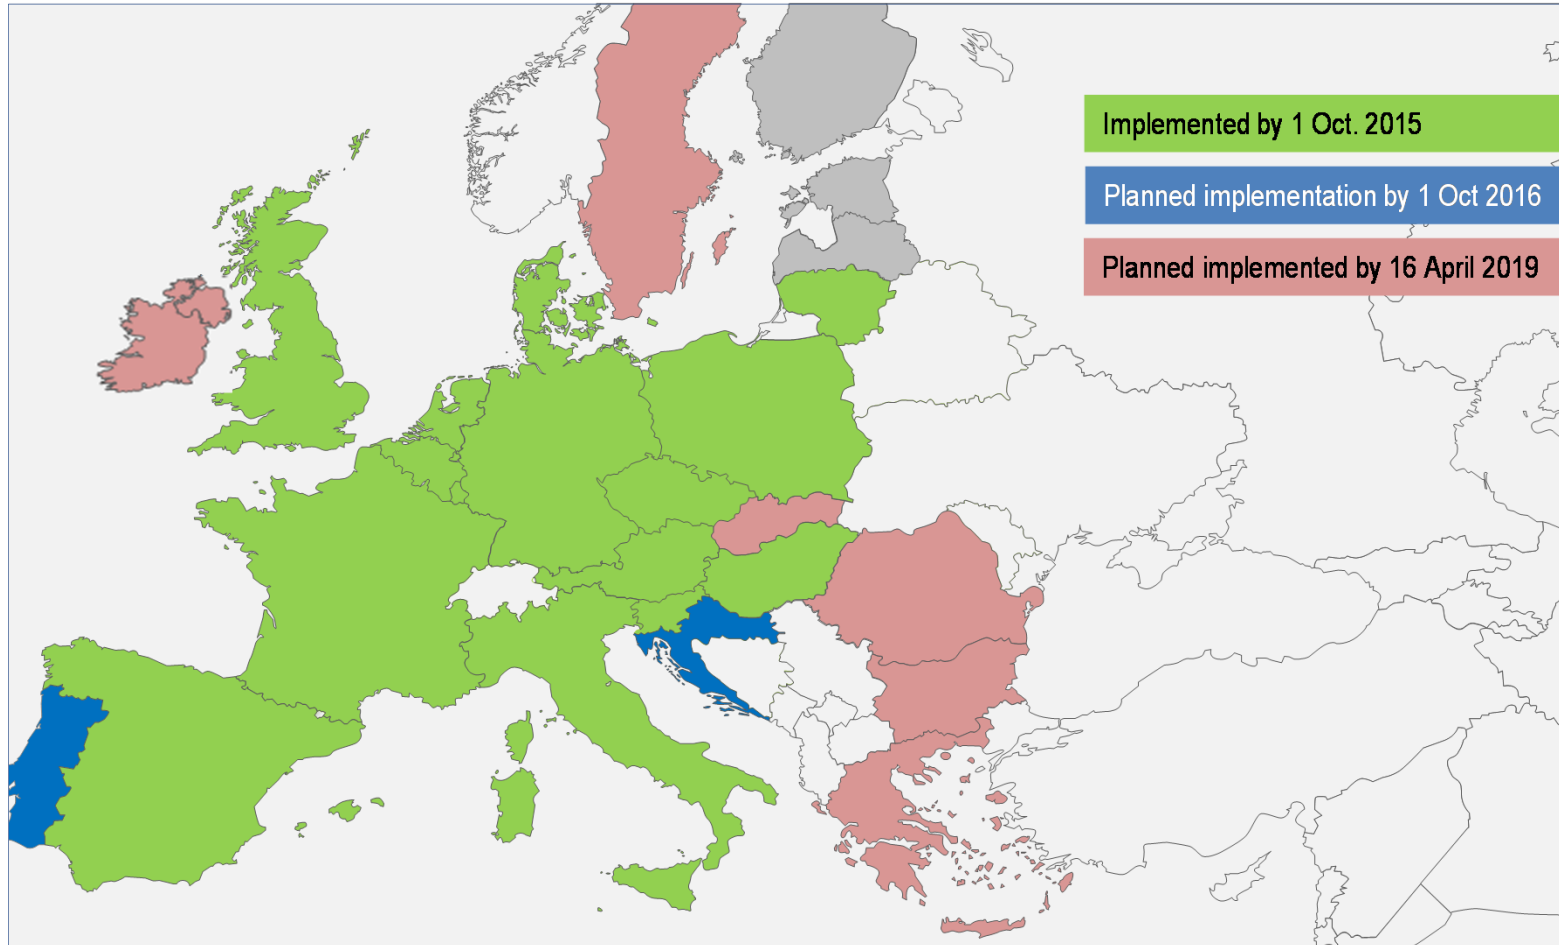 Implemented by 1 Oct. 2015
Planned implementation by 1 Oct 2016
Planned implemented by 16 April 2019